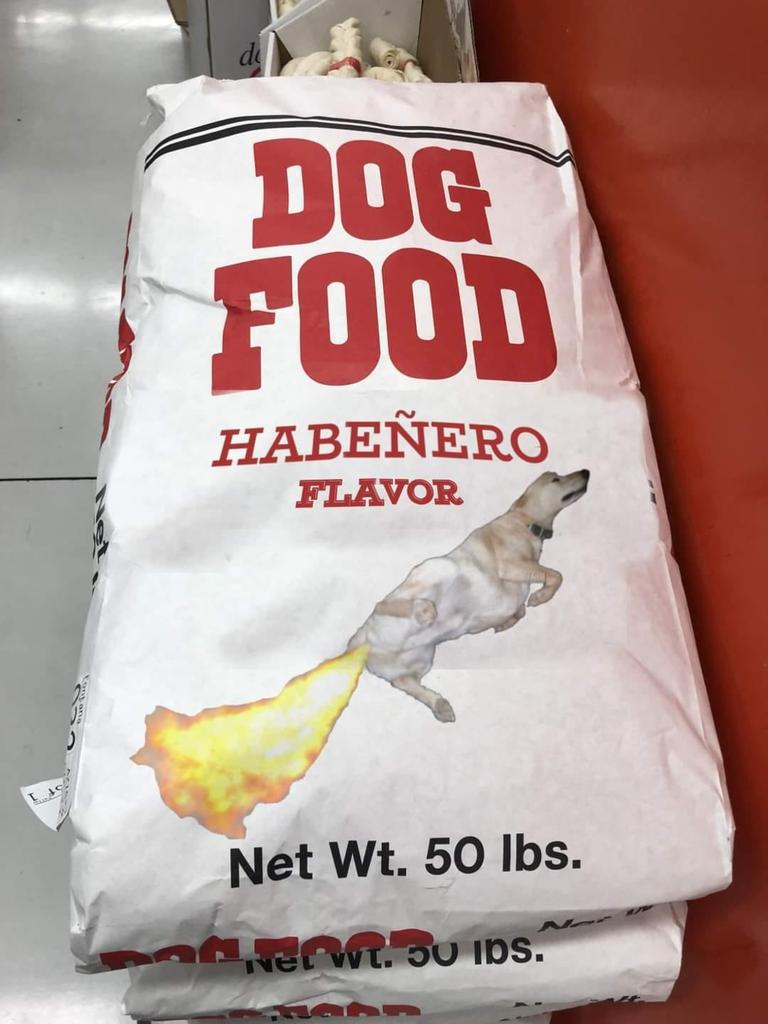 DOG
FOOD
HABEÑERO
FLAVOR
Net Wt. 50 lbs.
DOG FOOD
Net Wt. 50 lbs.